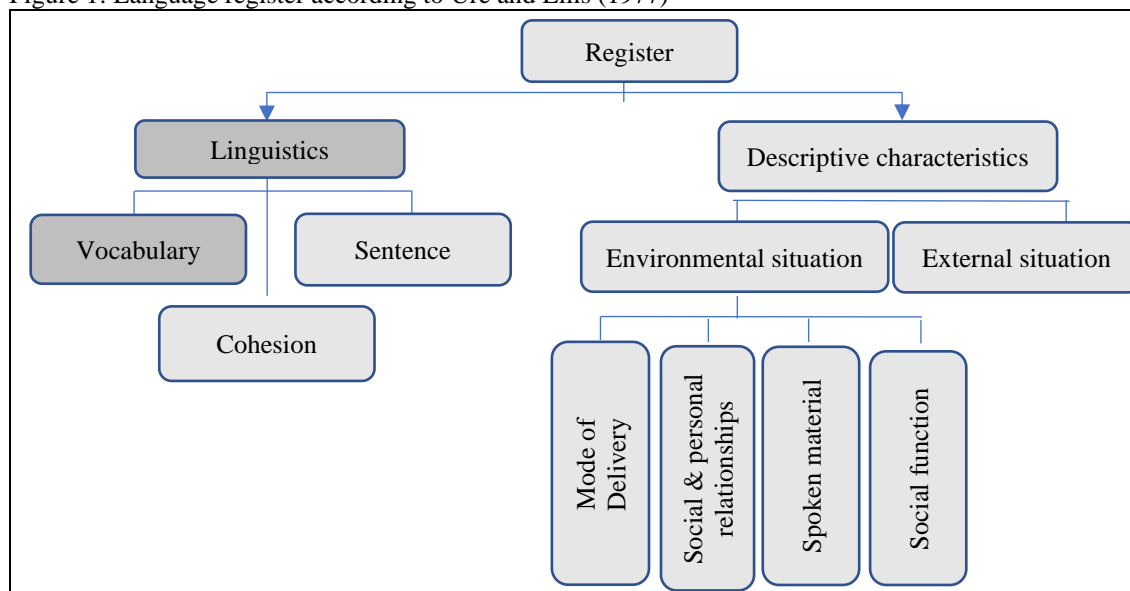 Figure 1: Language register according to Ure and Ellis (1977)
Register
Linguistics
Descriptive characteristics
Vocabulary
Sentence
Environmental situation
External situation
Cohesion
Mode of
Delivery
Social & personal
relationships
Spoken material
Social function